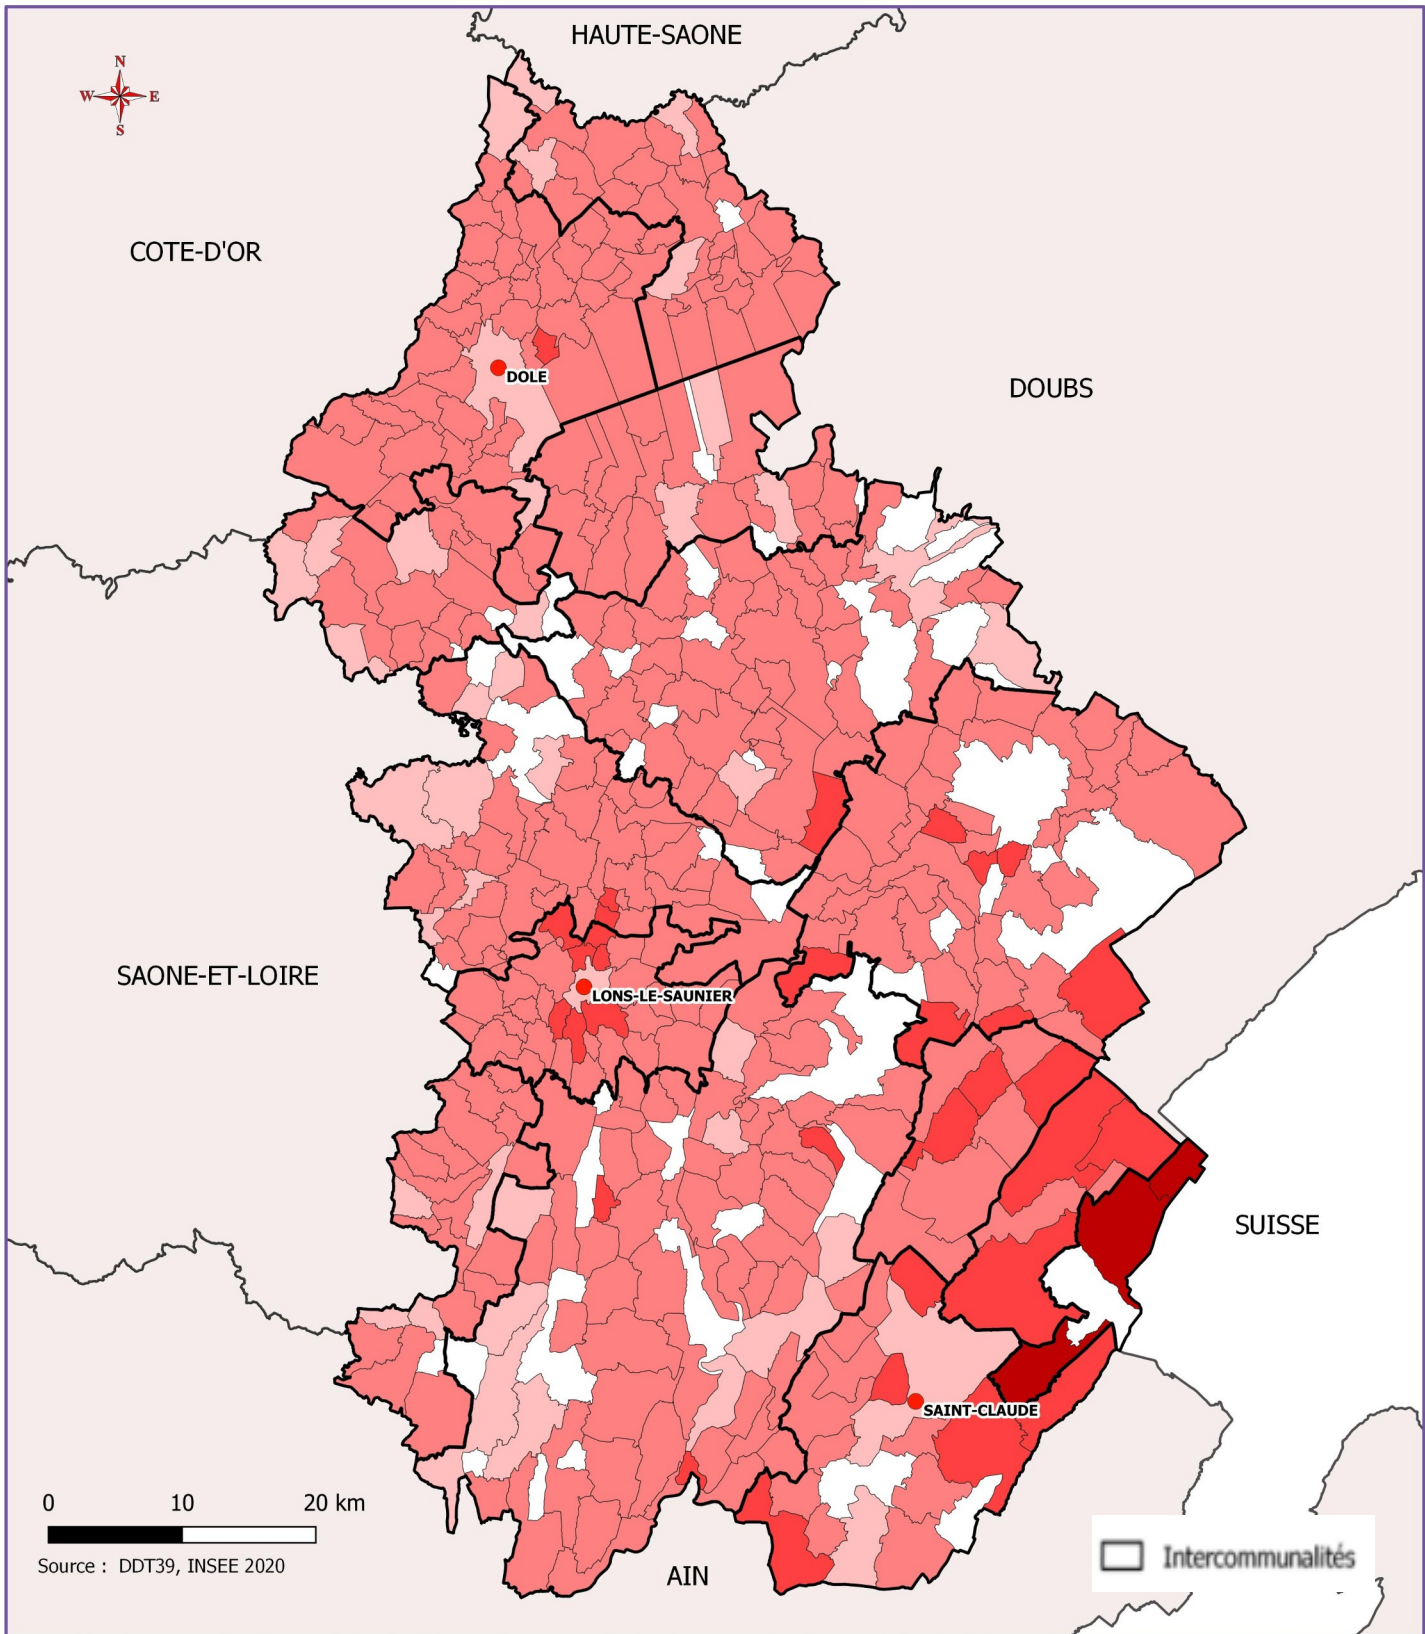 HAUTE-SAONE
N
W E
S
COTE-D'OR
DOLE
DOUBS
SAONE-ET-LOIRE
LONS-LE-SAUNIER
SUISSE
SAINT-CLAUDE
0 10 20 km
Source : DDT39, INSEE 2020
AIN
Intercommunalités